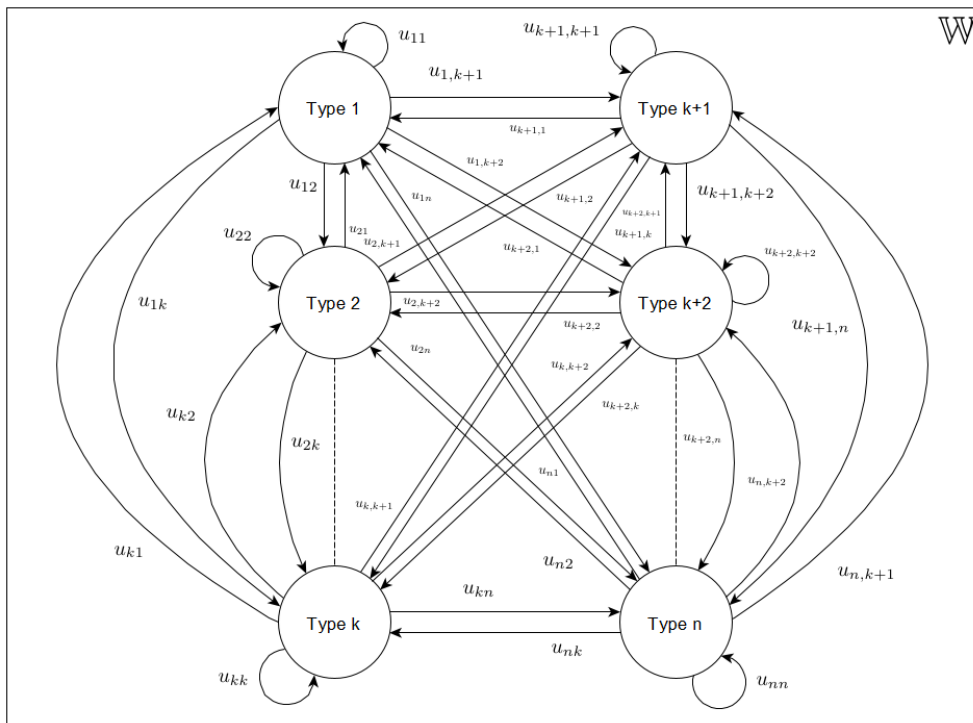 𝕎
u_{11}
u_{k+1,k+1}
u_{1,k+1}
Type 1
Type k+1
u_{k+1,1}
u_{1,k+2}
u_{12}
u_{1n}
u_{k+1,2}
u_{k+1,k+2}
u_{k+2,k+1}
u_{22}
u_{21}
u_{2,k+1}
u_{k+2,1}
u_{k+1,k}
u_{k+2,k+2}
u_{1k}
Type 2
u_{2,k+2}
Type k+2
u_{k+2,2}
u_{k+1,n}
u_{2n}
u_{k,k+2}
u_{k2}
u_{2k}
u_{k+2,k}
u_{k+2,n}
u_{n1}
u_{n,k+2}
u_{k,k+1}
u_{k1}
u_{n2}
u_{n,k+1}
u_{kn}
Type k
Type n
u_{nk}
u_{kk}
u_{nn}